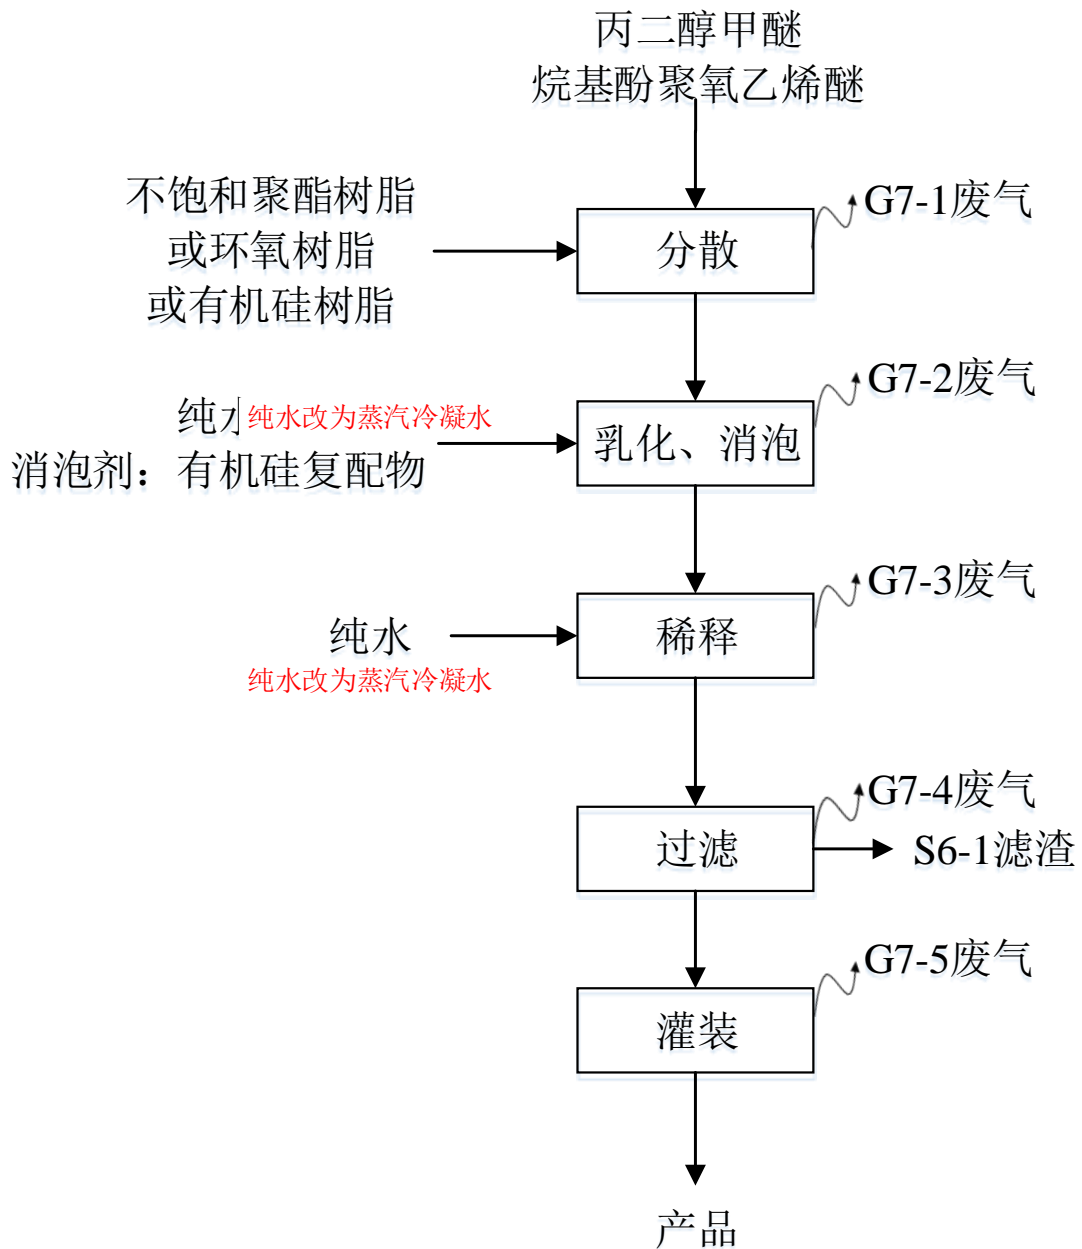 丙二醇甲醚
烷基酚聚氧乙烯醚
不饱和聚酯树脂
或环氧树脂
或有机硅树脂
分散
G7-1废气
纯水
纯水改为蒸汽冷凝水
消泡剂：有机硅复配物
乳化、消泡
G7-2废气
纯水
纯水改为蒸汽冷凝水
稀释
G7-3废气
过滤
G7-4废气
S6-1滤渣
灌装
G7-5废气
产品